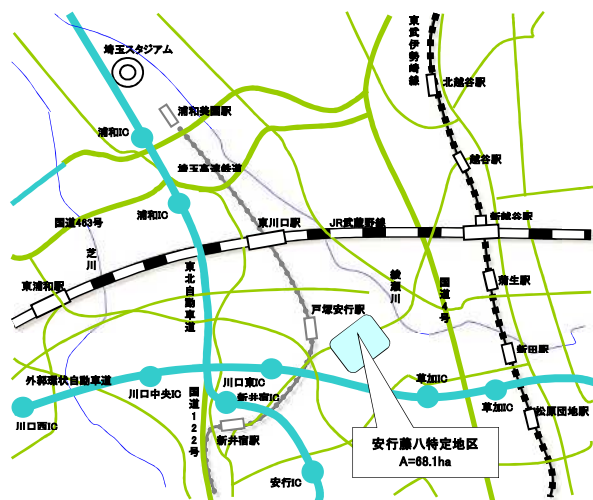 東武伊勢崎線
埼玉スタジアム
北越谷駅
浦和美園駅
浦和IC
越谷駅
埼玉高速鉄道
浦和IC
国道463号
東川口駅
JR武蔵野線
新越谷駅
芝川
東北自動車道
綾瀬川
国道4号
東浦和駅
蒲生駅
戸塚安行駅
新田駅
外郭環状自動車道
川口東IC
川口中央IC
国道122号
新井宿IC
草加IC
草加IC
川口西IC
松原団地駅
新井宿駅
安行藤八特定地区
A=68.1ha
安行IC